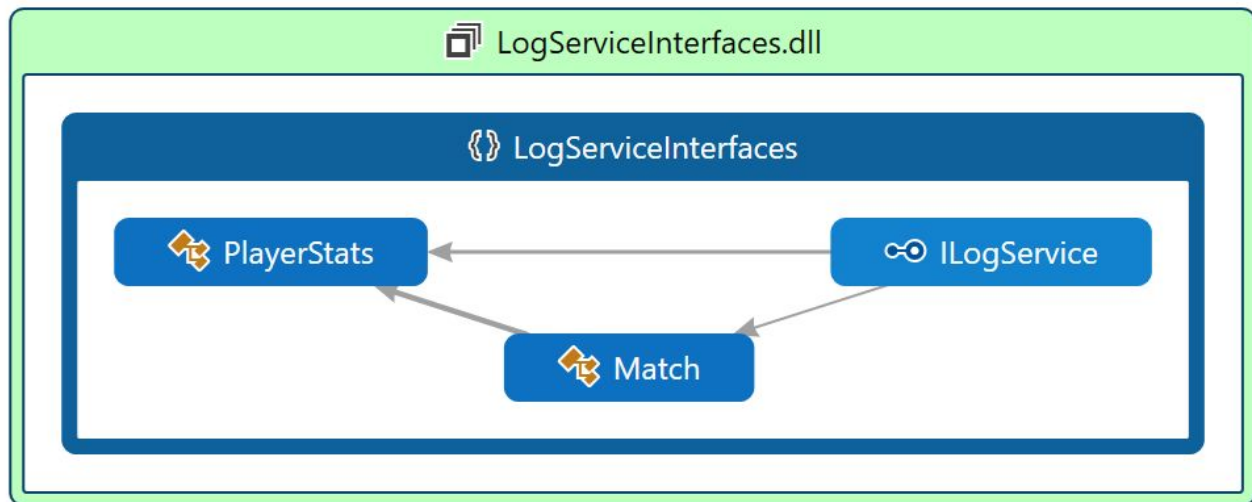 LogServiceInterfaces.dll
LogServiceInterfaces
PlayerStats
ILogService
Match